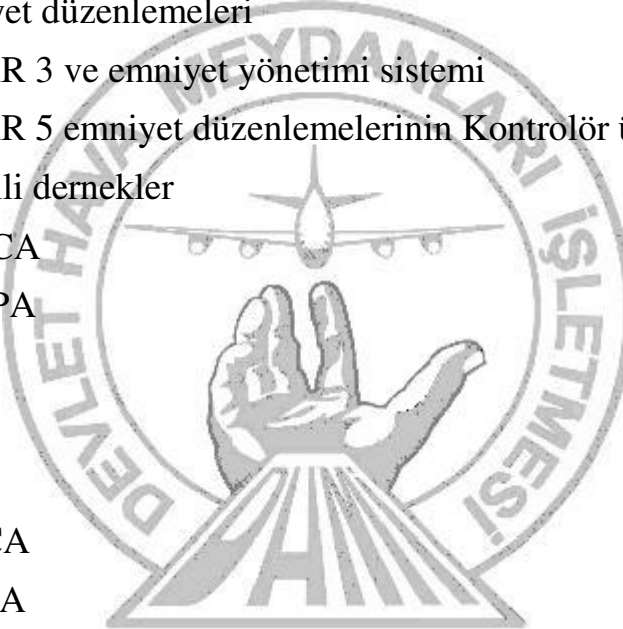 yet düzenlemeleri
R 3 ve emniyet yönetimi sistemi
R 5 emniyet düzenlemelerinin Kontrolör ü
li dernekler
CA
PA
CA
A
DEVLET HAVA MEYDANLARI İŞLETMESİ
DHMİ